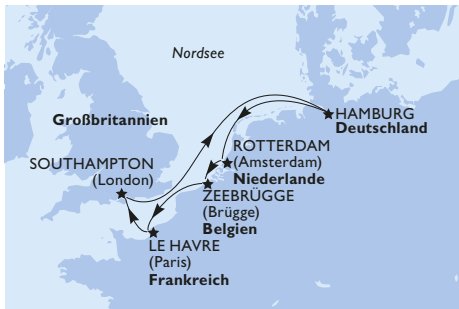 Nordsee
Großbritannien
HAMBURG
Deutschland
ROTTERDAM
(Amsterdam)
Niederlande
SOUTHAMPTON
(London)
ZEEBRÜGGE
(Brügge)
Belgien
LE HAVRE
(Paris)
Frankreich